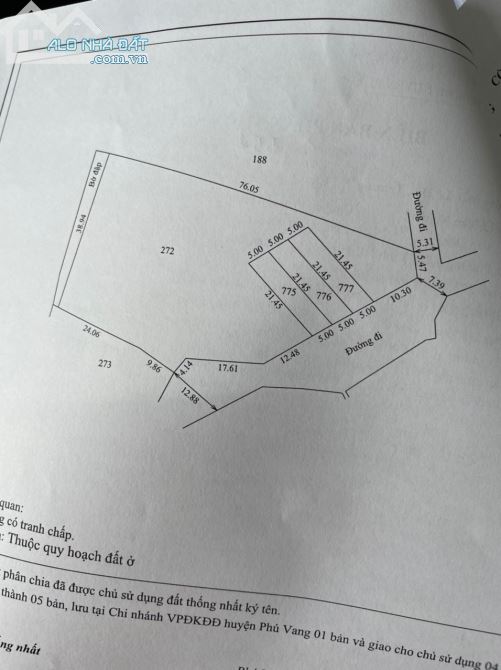 ALO NHÀ ĐẤT
.com.vn
188
Bờ đập
76.05
Đường đi
38.94
272
5.00 5.00 5.00
5.31
5.47
7.39
21.45
21.45
21.45
21.45
775
776
777
10.30
5.00 5.00 5.00
Đường đi
24.06
273
9.86
4.14
17.61
12.48
12.88
quan:
g có tranh chấp.
: Thuộc quy hoạch đất ở
phân chia đã được chủ sử dụng đất thống nhất ký tên.
thành 05 bản, lưu tại Chi nhánh VPĐKĐĐ huyện Phú Vang 01 bản và giao cho chủ sử dụng 04
ống nhất